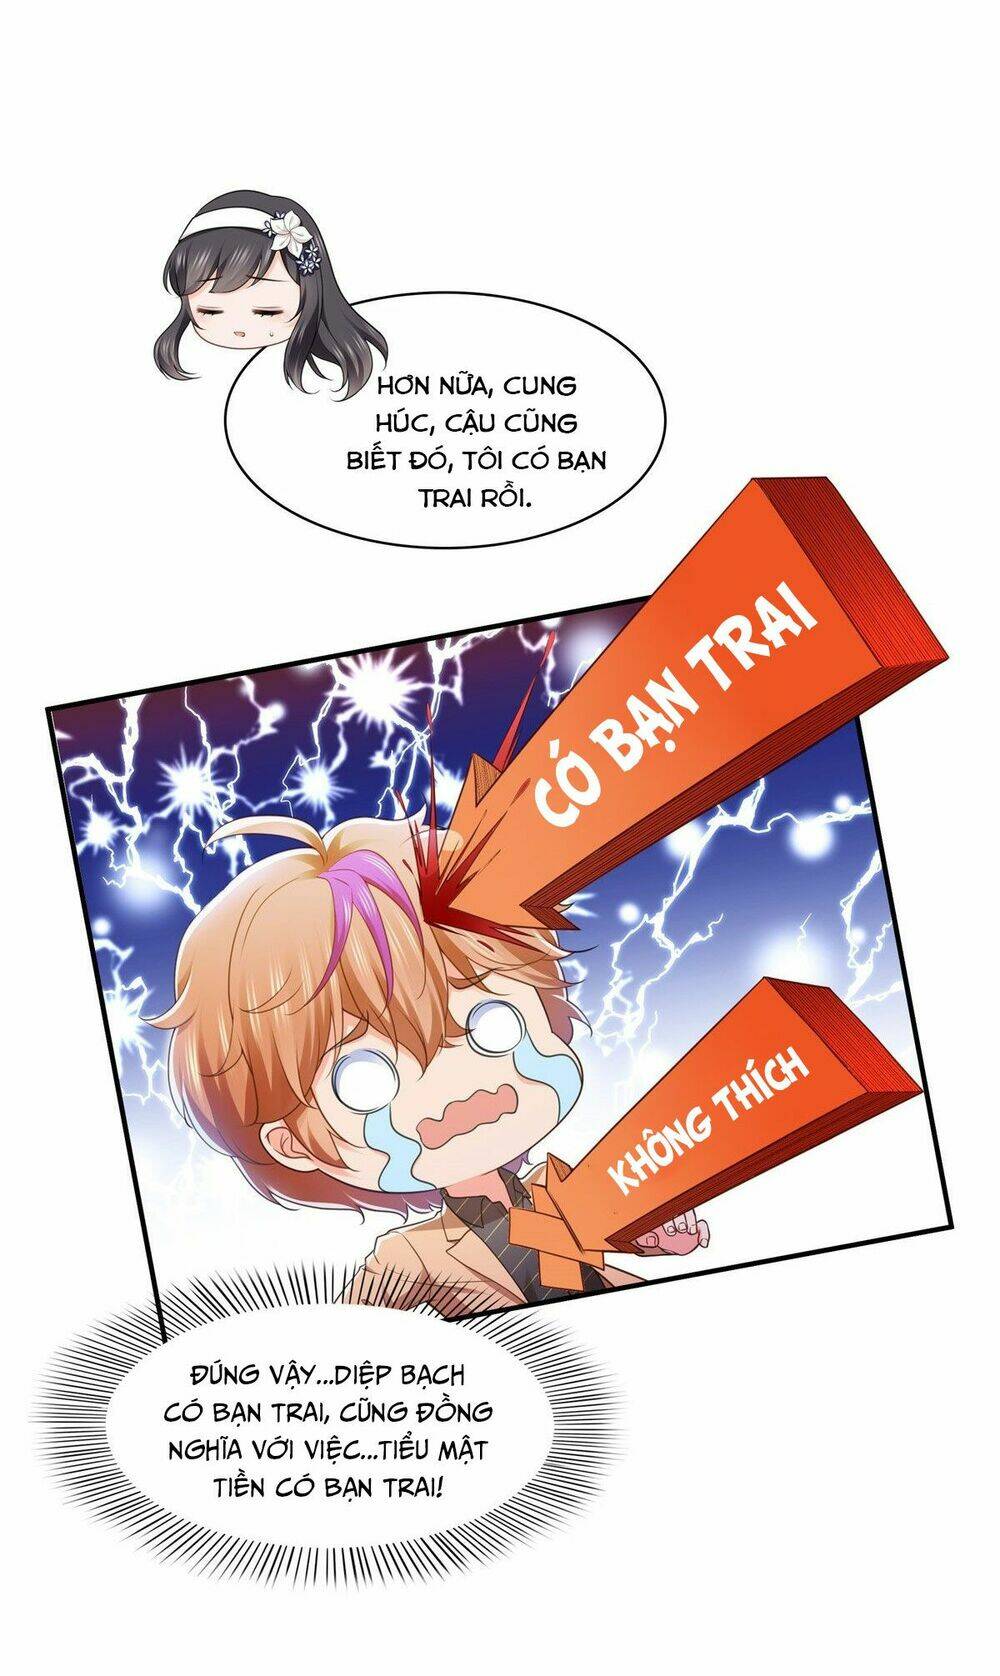 HƠN NỮA, CUNG
HÚC, CẬU CŨNG
BIẾT ĐÓ, TÔI CÓ BẠN
TRAI RỒI.
CÓ BẠN TRAI
KHÔNG THÍCH
ĐÚNG VẬY...DIỆP BẠCH
CÓ BẠN TRAI, CŨNG ĐỒNG
NGHĨA VỚI VIỆC...TIỂU MẬT
TIỀN CÓ BẠN TRAI!